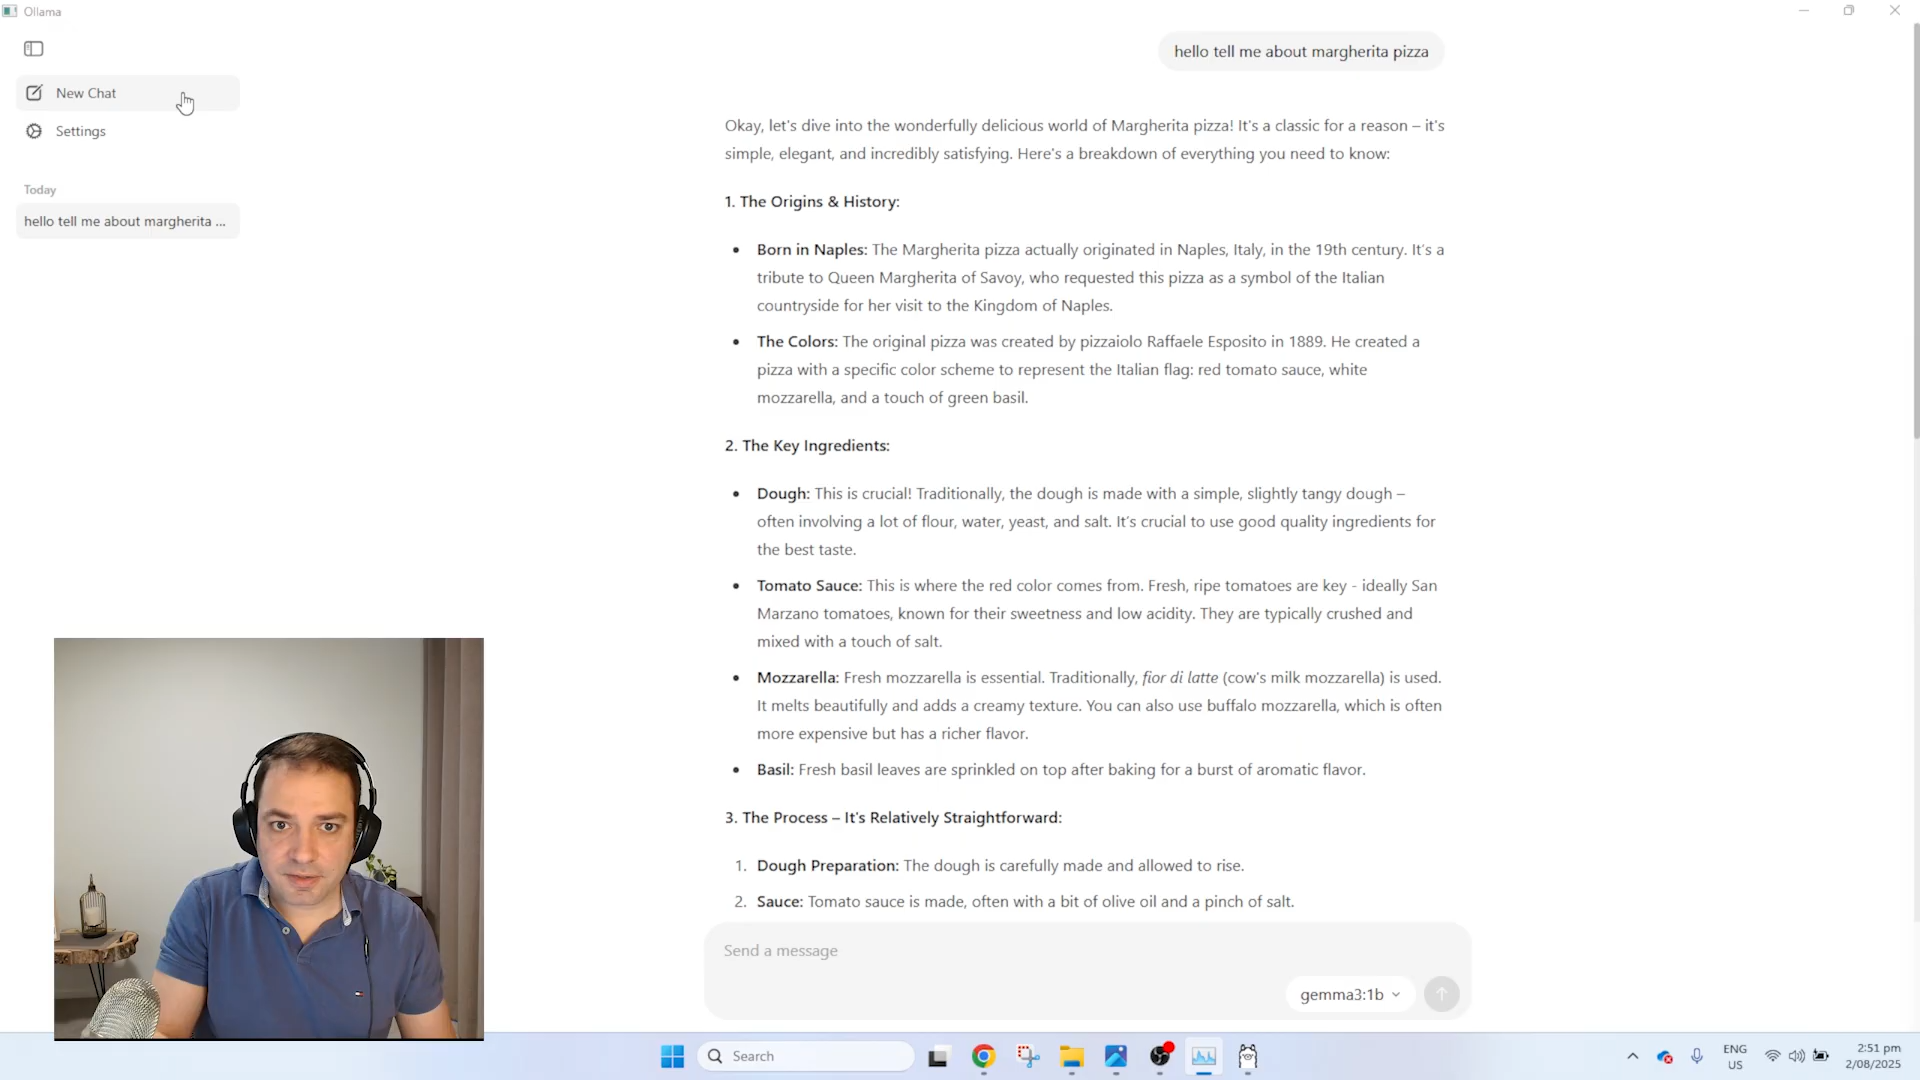 Ollama
New Chat
Settings
Today
hello tell me about margherita ...
hello tell me about margherita pizza
Okay, let's dive into the wonderfully delicious world of Margherita pizza! It's a classic for a reason – it's
simple, elegant, and incredibly satisfying. Here's a breakdown of everything you need to know:
1. The Origins & History:
• Born in Naples: The Margherita pizza actually originated in Naples, Italy, in the 19th century. It's a
tribute to Queen Margherita of Savoy, who requested this pizza as a symbol of the Italian
countryside for her visit to the Kingdom of Naples.
• The Colors: The original pizza was created by pizzaiolo Raffaele Esposito in 1889. He created a
pizza with a specific color scheme to represent the Italian flag: red tomato sauce, white
mozzarella, and a touch of green basil.
2. The Key Ingredients:
• Dough: This is crucial! Traditionally, the dough is made with a simple, slightly tangy dough –
often involving a lot of flour, water, yeast, and salt. It's crucial to use good quality ingredients for
the best taste.
• Tomato Sauce: This is where the red color comes from. Fresh, ripe tomatoes are key - ideally San
Marzano tomatoes, known for their sweetness and low acidity. They are typically crushed and
mixed with a touch of salt.
• Mozzarella: Fresh mozzarella is essential. Traditionally, fior di latte (cow's milk mozzarella) is used.
It melts beautifully and adds a creamy texture. You can also use buffalo mozzarella, which is often
more expensive but has a richer flavor.
• Basil: Fresh basil leaves are sprinkled on top after baking for a burst of aromatic flavor.
3. The Process – It's Relatively Straightforward:
1. Dough Preparation: The dough is carefully made and allowed to rise.
2. Sauce: Tomato sauce is made, often with a bit of olive oil and a pinch of salt.
Send a message
gemma3:1b
Search
ENG
US
2:51 pm
2/08/2025